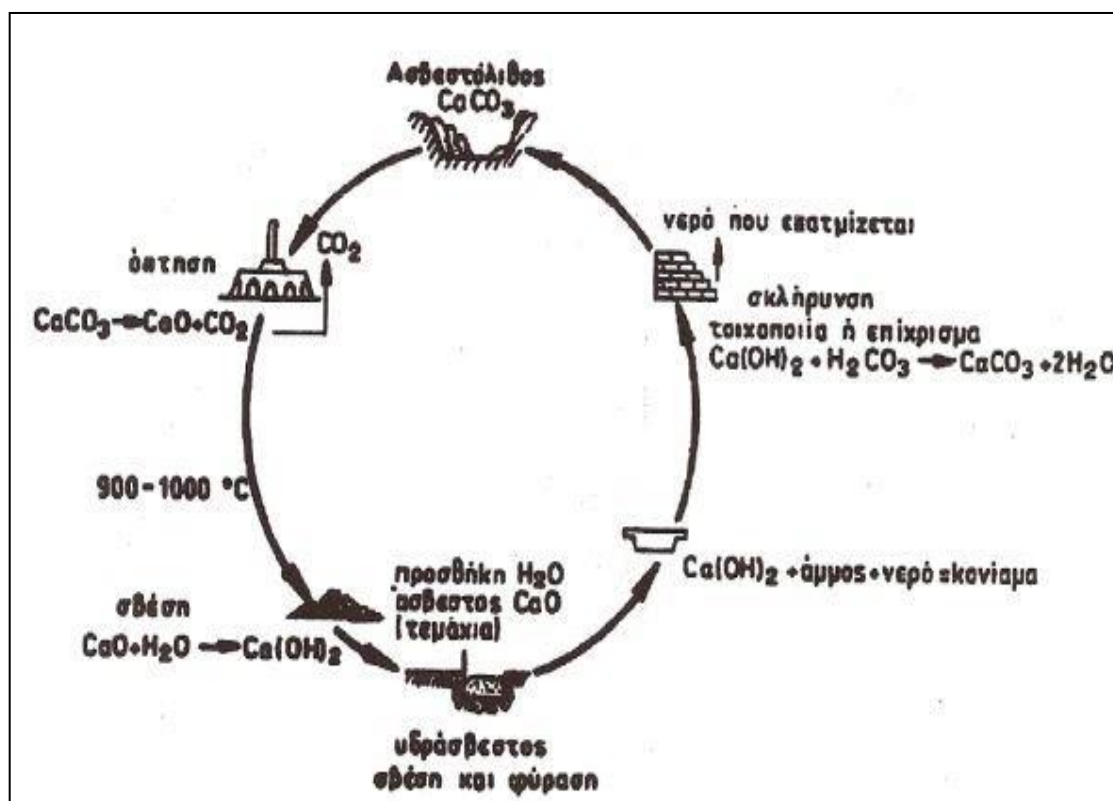 Ασβεστόλιθος
CaCO3
όπτηση
CO2
CaCO3→CaO+CO2
900-1000 °C
σβέση
CaO+H2O→Ca(OH)2
προσθήκη H2O
άσβεστος CaO
(τεμάχια)
υδράσβεστος
σβέση και φύραση
Ca(OH)2+άμμος+νερό=κονίαμα
νερό που εξατμίζεται
σκλήρυνση
τοιχοποιία ή επίχρισμα
Ca(OH)2+H2CO3→CaCO3+2H2O